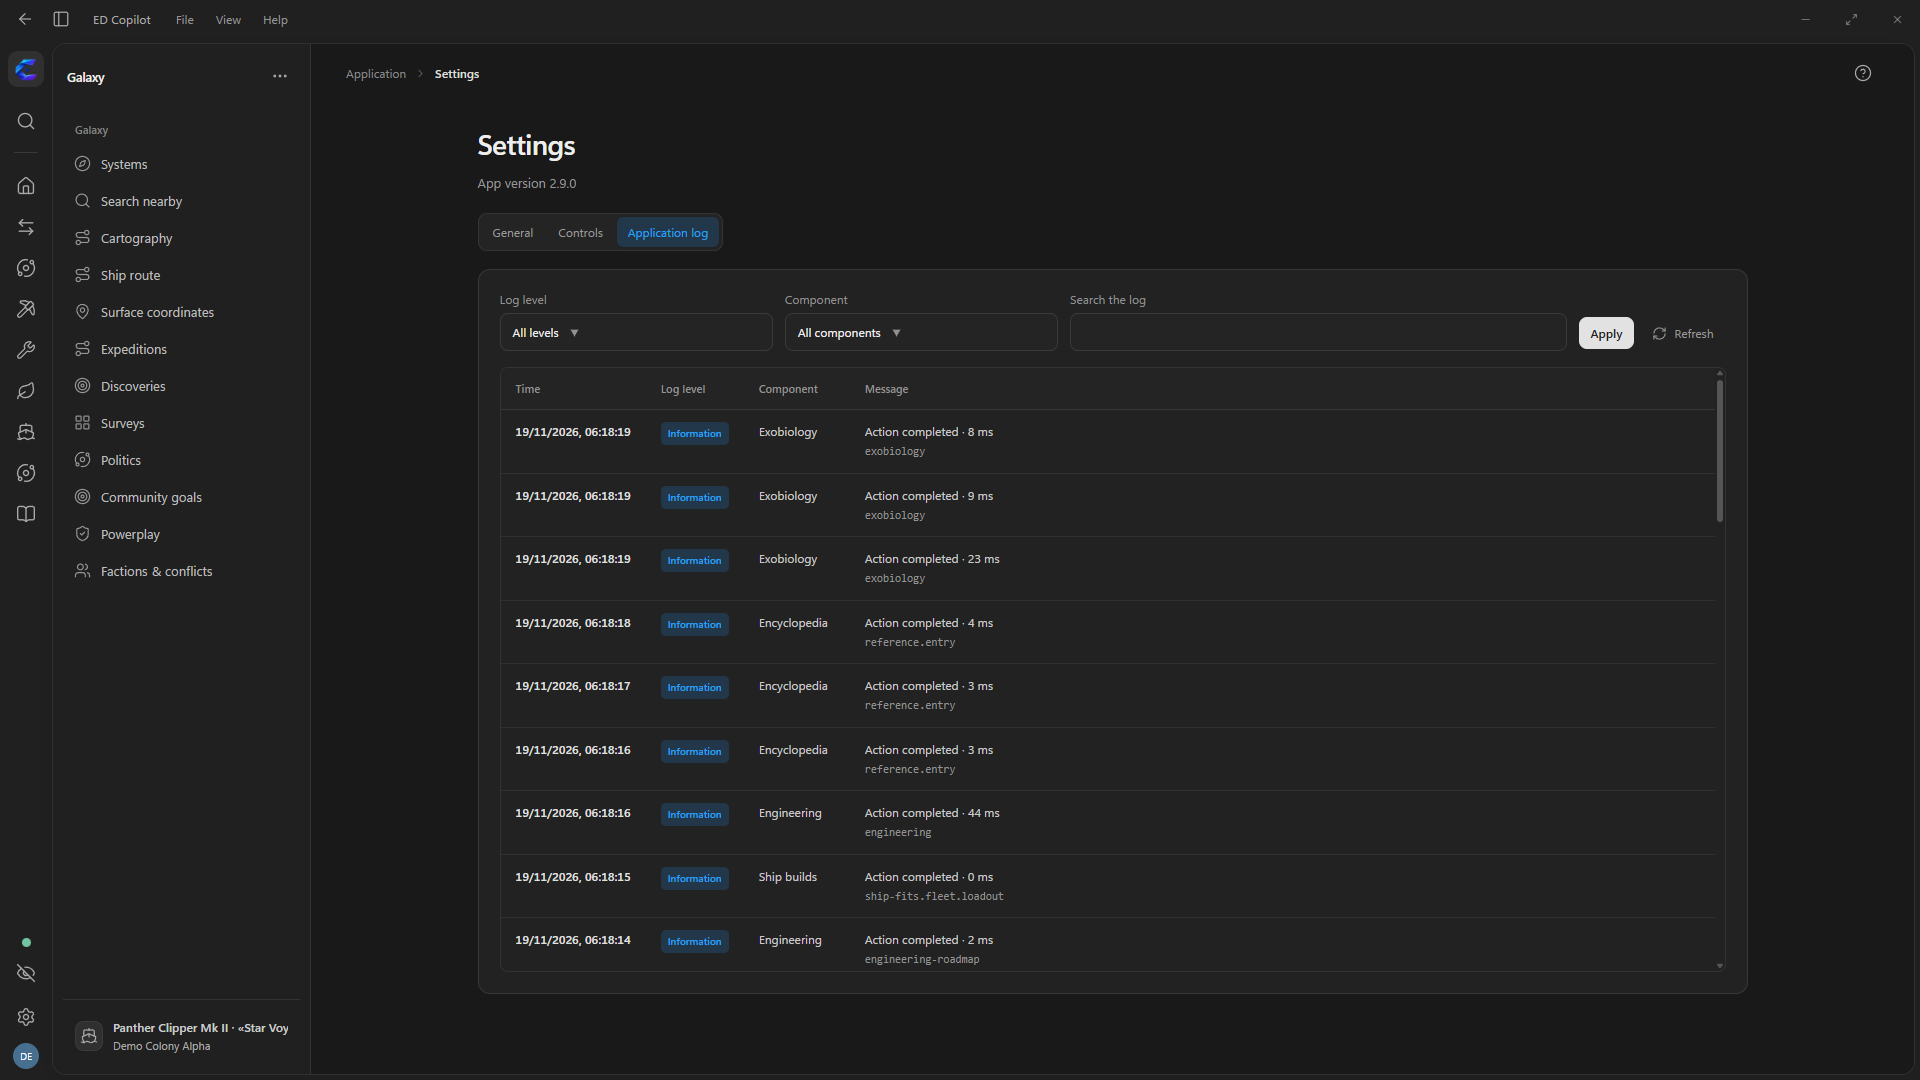 ED Copilot File View Help
Galaxy
Galaxy
Systems
Search nearby
Cartography
Ship route
Surface coordinates
Expeditions
Discoveries
Surveys
Politics
Community goals
Powerplay
Factions & conflicts
Panther Clipper Mk II · «Star Voy
Demo Colony Alpha
DE
Application > Settings
Settings
App version 2.9.0
General Controls Application log
Log level Component Search the log
All levels All components Apply Refresh
Time Log level Component Message
19/11/2026, 06:18:19 Information Exobiology Action completed · 8 ms
exobiology
19/11/2026, 06:18:19 Information Exobiology Action completed · 9 ms
exobiology
19/11/2026, 06:18:19 Information Exobiology Action completed · 23 ms
exobiology
19/11/2026, 06:18:18 Information Encyclopedia Action completed · 4 ms
reference.entry
19/11/2026, 06:18:17 Information Encyclopedia Action completed · 3 ms
reference.entry
19/11/2026, 06:18:16 Information Encyclopedia Action completed · 3 ms
reference.entry
19/11/2026, 06:18:16 Information Engineering Action completed · 44 ms
engineering
19/11/2026, 06:18:15 Information Ship builds Action completed · 0 ms
ship-fits.fleet.loadout
19/11/2026, 06:18:14 Information Engineering Action completed · 2 ms
engineering-roadmap